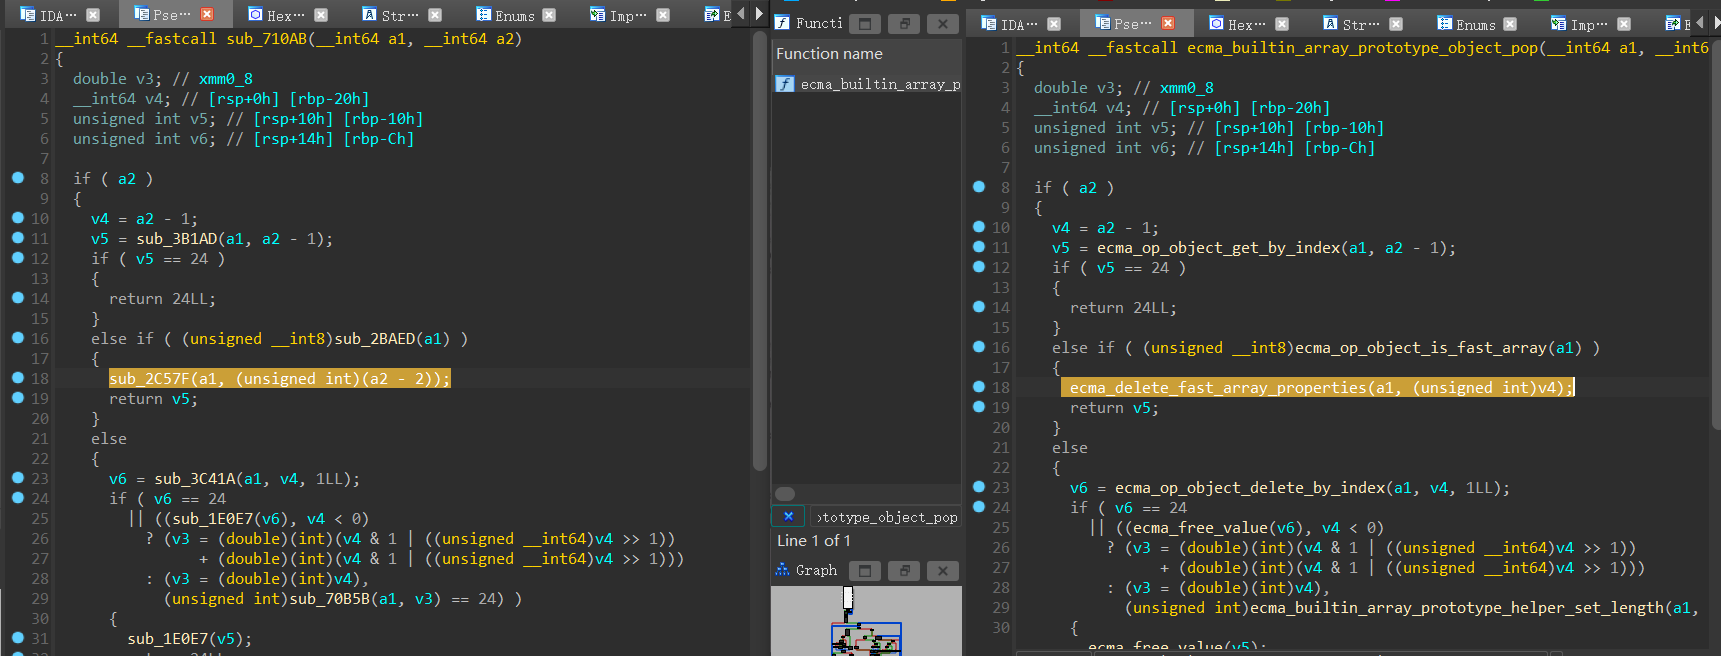 IDA⋯ Pse⋯ Hex⋯ Str⋯ Enums Imp⋯ E
1 __int64 __fastcall sub_710AB(__int64 a1, __int64 a2)
2 {
3 double v3; // xmm0_8
4 __int64 v4; // [rsp+0h] [rbp-20h]
5 unsigned int v5; // [rsp+10h] [rbp-10h]
6 unsigned int v6; // [rsp+14h] [rbp-Ch]
7
8 if ( a2 )
9 {
10 v4 = a2 - 1;
11 v5 = sub_3B1AD(a1, a2 - 1);
12 if ( v5 == 24 )
13 {
14 return 24LL;
15 }
16 else if ( (unsigned __int8)sub_2BAED(a1) )
17 {
18 sub_2C57F(a1, (unsigned int)(a2 - 2));
19 return v5;
20 }
21 else
22 {
23 v6 = sub_3C41A(a1, v4, 1LL);
24 if ( v6 == 24
25 || ((sub_1E0E7(v6), v4 < 0)
26 ? (v3 = (double)(int)(v4 & 1 | ((unsigned __int64)v4 >> 1))
27 + (double)(int)(v4 & 1 | ((unsigned __int64)v4 >> 1)))
28 : (v3 = (double)(int)v4),
29 (unsigned int)sub_70B5B(a1, v3) == 24) )
30 {
31 sub_1E0E7(v5);
Functi
Function name
f ecma_builtin_array_p
›totype_object_pop
Line 1 of 1
Graph
IDA⋯ Pse⋯ Hex⋯ Str⋯ Enums Imp⋯ E
1 __int64 __fastcall ecma_builtin_array_prototype_object_pop(__int64 a1, __int6
2 {
3 double v3; // xmm0_8
4 __int64 v4; // [rsp+0h] [rbp-20h]
5 unsigned int v5; // [rsp+10h] [rbp-10h]
6 unsigned int v6; // [rsp+14h] [rbp-Ch]
7
8 if ( a2 )
9 {
10 v4 = a2 - 1;
11 v5 = ecma_op_object_get_by_index(a1, a2 - 1);
12 if ( v5 == 24 )
13 {
14 return 24LL;
15 }
16 else if ( (unsigned __int8)ecma_op_object_is_fast_array(a1) )
17 {
18 ecma_delete_fast_array_properties(a1, (unsigned int)v4);
19 return v5;
20 }
21 else
22 {
23 v6 = ecma_op_object_delete_by_index(a1, v4, 1LL);
24 if ( v6 == 24
25 || ((ecma_free_value(v6), v4 < 0)
26 ? (v3 = (double)(int)(v4 & 1 | ((unsigned __int64)v4 >> 1))
27 + (double)(int)(v4 & 1 | ((unsigned __int64)v4 >> 1)))
28 : (v3 = (double)(int)v4),
29 (unsigned int)ecma_builtin_array_prototype_helper_set_length(a1,
30 {
ecma_free_value(v5);